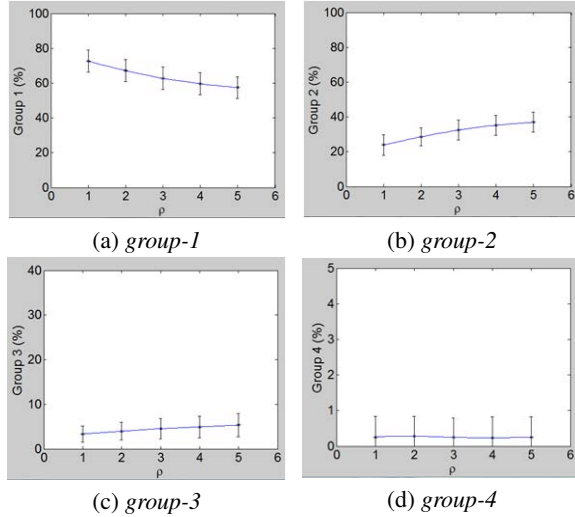 100
80
60
40
20
0
Group 1 (%)
0 1 2 3 4 5 6
ρ
(a) group-1
100
80
60
40
20
0
Group 2 (%)
0 1 2 3 4 5 6
ρ
(b) group-2
40
30
20
10
0
Group 3 (%)
0 1 2 3 4 5 6
ρ
(c) group-3
5
4
3
2
1
0
Group 4 (%)
0 1 2 3 4 5 6
ρ
(d) group-4